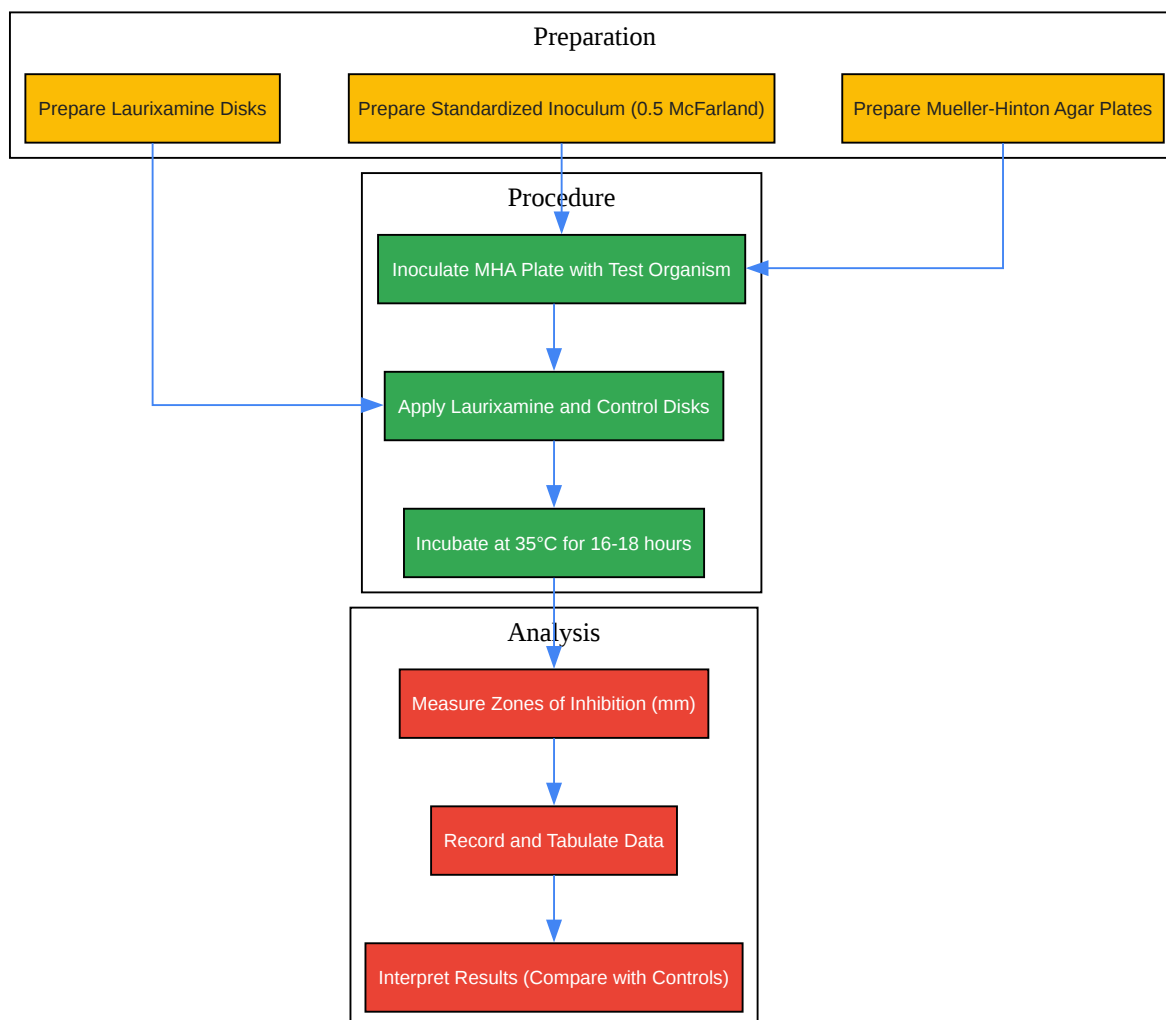 Preparation
Prepare Laurixamine Disks
Prepare Standardized Inoculum (0.5 McFarland)
Prepare Mueller-Hinton Agar Plates
Procedure
Inoculate MHA Plate with Test Organism
Apply Laurixamine and Control Disks
Incubate at 35°C for 16-18 hours
Analysis
Measure Zones of Inhibition (mm)
Record and Tabulate Data
Interpret Results (Compare with Controls)